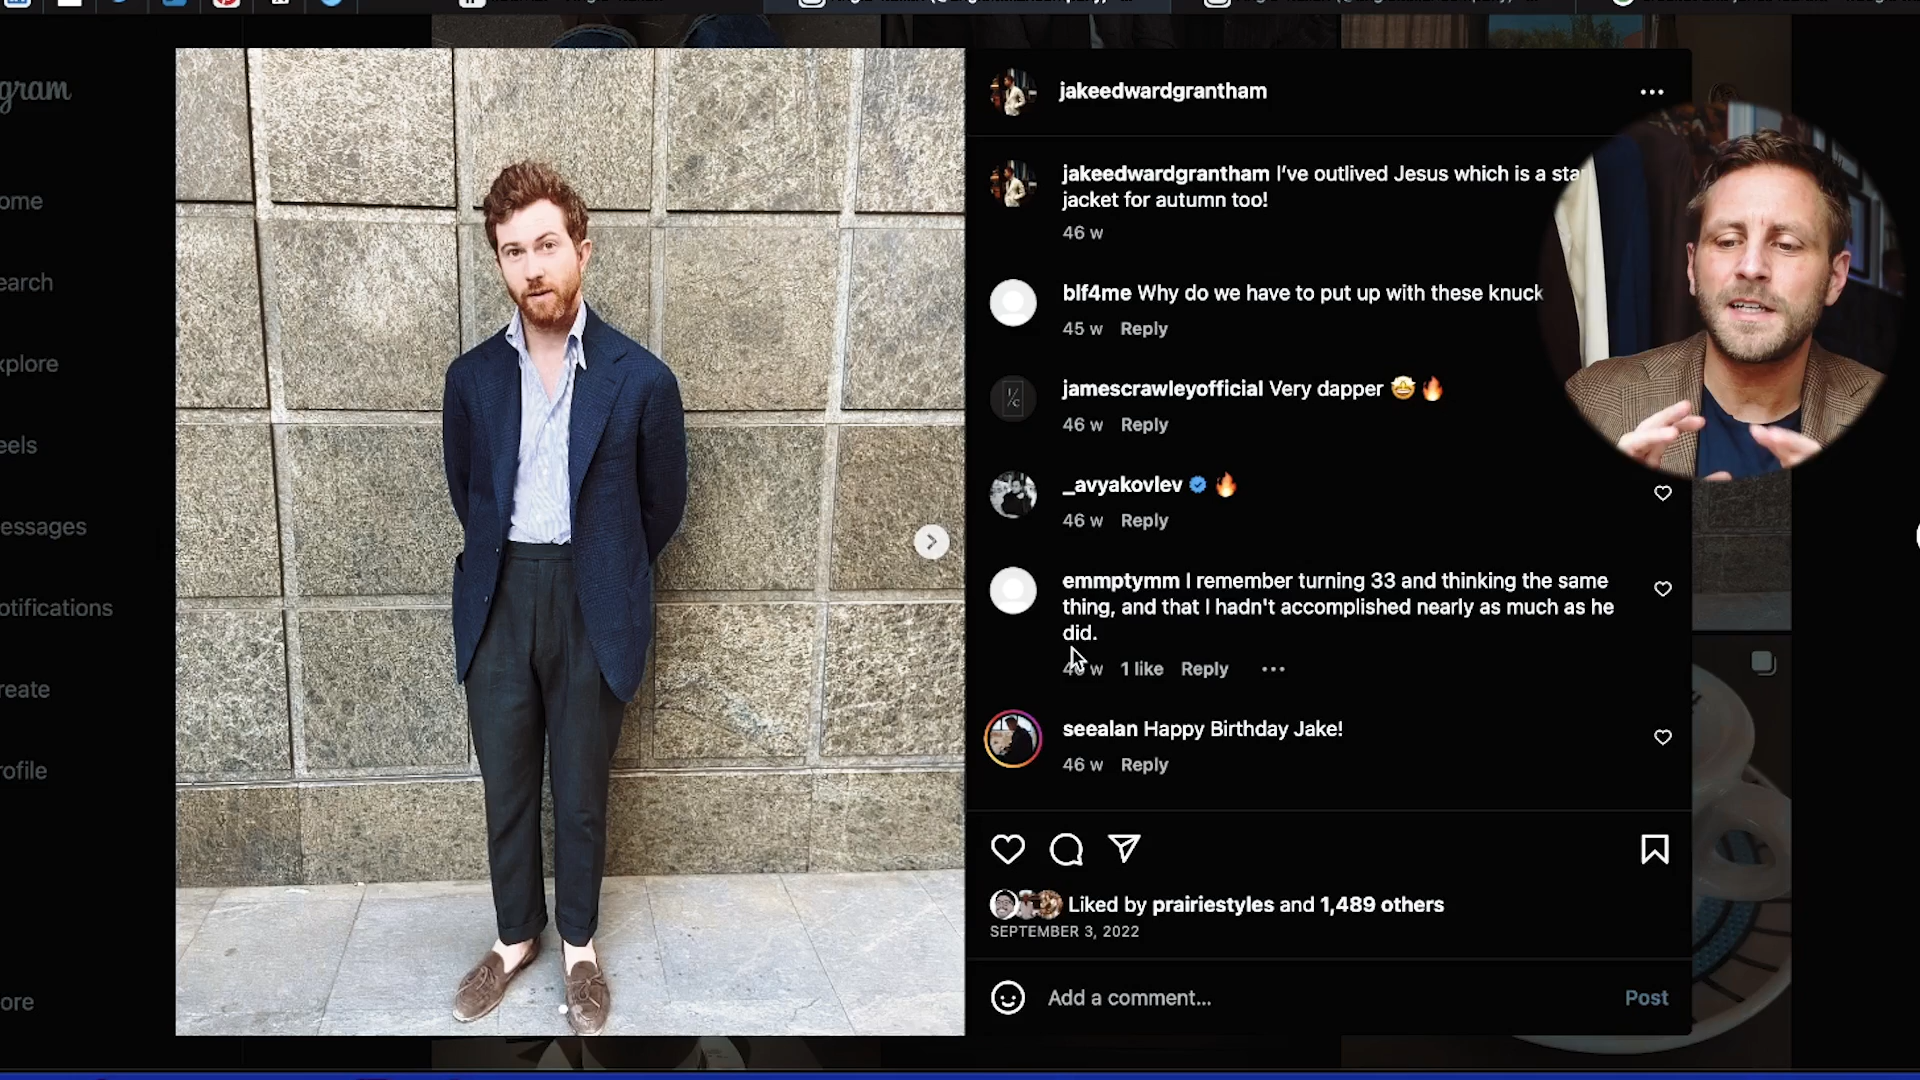 gram
ome
earch
xplore
eels
essages
otifications
reate
rofile
ore
jakeedwardgrantham
jakeedwardgrantham I've outlived Jesus which is a sta
jacket for autumn too!
46 w
blf4me Why do we have to put up with these knuck
45 w Reply
jamescrawleyofficial Very dapper 🤩🔥
46 w Reply
_avyakovlev 🔥
46 w Reply
emmptymm I remember turning 33 and thinking the same
thing, and that I hadn't accomplished nearly as much as he
did.
w 1 like Reply
seealan Happy Birthday Jake!
46 w Reply
Liked by prairiestyles and 1,489 others
SEPTEMBER 3, 2022
Add a comment...
Post